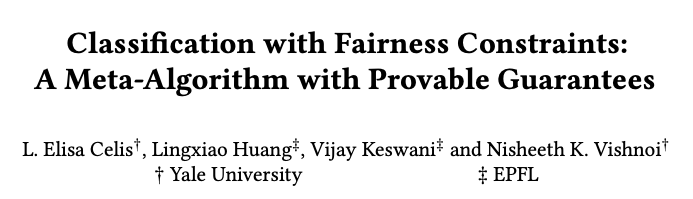 Classification with Fairness Constraints:
A Meta-Algorithm with Provable Guarantees
L. Elisa Celis†, Lingxiao Huang‡, Vijay Keswani‡ and Nisheeth K. Vishnoi†
† Yale University ‡ EPFL